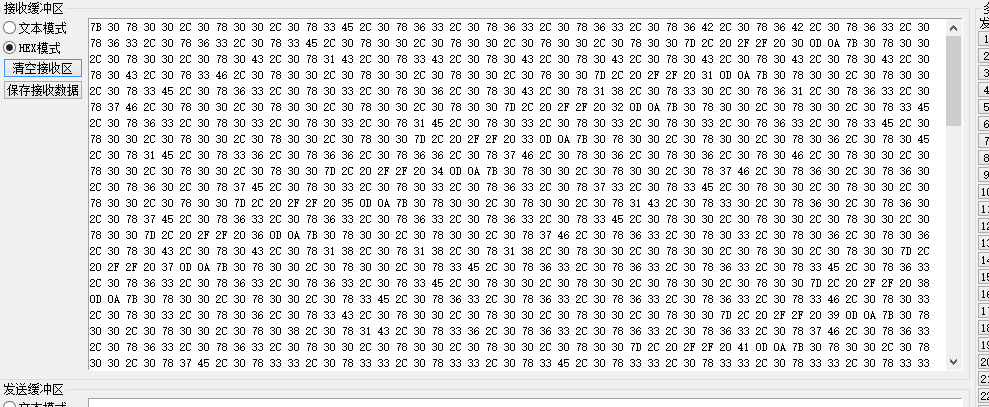 接收缓冲区
文本模式
HEX模式
清空接收区
保存接收数据
7B 30 78 30 30 2C 30 78 30 30 2C 30 78 33 45 2C 30 78 36 33 2C 30 78 36 33 2C 30 78 36 33 2C 30 78 36 42 2C 30 78 36 42 2C 30 78 36 33 2C 30
78 36 33 2C 30 78 36 33 2C 30 78 33 45 2C 30 78 30 30 2C 30 78 30 30 2C 30 78 30 30 2C 30 78 30 30 7D 2C 20 2F 2F 20 30 0D 0A 7B 30 78 30 30
2C 30 78 30 30 2C 30 78 30 43 2C 30 78 31 43 2C 30 78 33 43 2C 30 78 30 43 2C 30 78 30 43 2C 30 78 30 43 2C 30 78 30 43 2C 30 78 30 43 2C 30
78 30 43 2C 30 78 33 46 2C 30 78 30 30 2C 30 78 30 30 2C 30 78 30 30 2C 30 78 30 30 7D 2C 20 2F 2F 20 31 0D 0A 7B 30 78 30 30 2C 30 78 30 30
2C 30 78 33 45 2C 30 78 36 33 2C 30 78 30 33 2C 30 78 30 36 2C 30 78 30 43 2C 30 78 31 38 2C 30 78 33 30 2C 30 78 36 31 2C 30 78 36 33 2C 30
78 37 46 2C 30 78 30 30 2C 30 78 30 30 2C 30 78 30 30 2C 30 78 30 30 7D 2C 20 2F 2F 20 32 0D 0A 7B 30 78 30 30 2C 30 78 30 30 2C 30 78 33 45
2C 30 78 36 33 2C 30 78 30 33 2C 30 78 30 33 2C 30 78 31 45 2C 30 78 30 33 2C 30 78 30 33 2C 30 78 30 33 2C 30 78 36 33 2C 30 78 33 45 2C 30
78 30 30 2C 30 78 30 30 2C 30 78 30 30 2C 30 78 30 30 7D 2C 20 2F 2F 20 33 0D 0A 7B 30 78 30 30 2C 30 78 30 30 2C 30 78 30 36 2C 30 78 30 45
2C 30 78 31 45 2C 30 78 33 36 2C 30 78 36 36 2C 30 78 36 36 2C 30 78 37 46 2C 30 78 30 36 2C 30 78 30 36 2C 30 78 30 46 2C 30 78 30 30 2C 30
78 30 30 2C 30 78 30 30 2C 30 78 30 30 7D 2C 20 2F 2F 20 34 0D 0A 7B 30 78 30 30 2C 30 78 30 30 2C 30 78 37 46 2C 30 78 36 30 2C 30 78 36 30
2C 30 78 36 30 2C 30 78 37 45 2C 30 78 30 33 2C 30 78 30 33 2C 30 78 36 33 2C 30 78 37 33 2C 30 78 33 45 2C 30 78 30 30 2C 30 78 30 30 2C 30
78 30 30 2C 30 78 30 30 7D 2C 20 2F 2F 20 35 0D 0A 7B 30 78 30 30 2C 30 78 30 30 2C 30 78 31 43 2C 30 78 30 33 2C 30 78 36 30 2C 30 78 36 30
2C 30 78 37 45 2C 30 78 36 33 2C 30 78 36 33 2C 30 78 36 33 2C 30 78 36 33 2C 30 78 33 45 2C 30 78 30 30 2C 30 78 30 30 2C 30 78 30 30 2C 30
78 30 30 7D 2C 20 2F 2F 20 36 0D 0A 7B 30 78 30 30 2C 30 78 30 30 2C 30 78 37 46 2C 30 78 36 33 2C 30 78 30 33 2C 30 78 30 36 2C 30 78 30 36
2C 30 78 30 43 2C 30 78 30 43 2C 30 78 31 38 2C 30 78 31 38 2C 30 78 31 38 2C 30 78 30 30 2C 30 78 30 30 2C 30 78 30 30 2C 30 78 30 30 7D 2C
20 2F 2F 20 37 0D 0A 7B 30 78 30 30 2C 30 78 30 30 2C 30 78 33 45 2C 30 78 36 33 2C 30 78 36 33 2C 30 78 36 33 2C 30 78 33 45 2C 30 78 36 33
2C 30 78 36 33 2C 30 78 36 33 2C 30 78 36 33 2C 30 78 33 45 2C 30 78 30 30 2C 30 78 30 30 2C 30 78 30 30 2C 30 78 30 30 7D 2C 20 2F 2F 20 38
0D 0A 7B 30 78 30 30 2C 30 78 30 30 2C 30 78 33 45 2C 30 78 36 33 2C 30 78 36 33 2C 30 78 36 33 2C 30 78 36 33 2C 30 78 33 46 2C 30 78 30 33
2C 30 78 30 33 2C 30 78 30 36 2C 30 78 33 43 2C 30 78 30 30 2C 30 78 30 30 2C 30 78 30 30 2C 30 78 30 30 7D 2C 20 2F 2F 20 39 0D 0A 7B 30 78
30 30 2C 30 78 30 30 2C 30 78 30 38 2C 30 78 31 43 2C 30 78 33 36 2C 30 78 36 33 2C 30 78 36 33 2C 30 78 36 33 2C 30 78 37 46 2C 30 78 36 33
2C 30 78 36 33 2C 30 78 36 33 2C 30 78 30 30 2C 30 78 30 30 2C 30 78 30 30 2C 30 78 30 30 7D 2C 20 2F 2F 20 41 0D 0A 7B 30 78 30 30 2C 30 78
30 30 2C 30 78 37 45 2C 30 78 33 33 2C 30 78 33 33 2C 30 78 33 33 2C 30 78 33 45 2C 30 78 33 33 2C 30 78 33 33 2C 30 78 33 33 2C 30 78 33 33
发送缓冲区
发
1
2
3
4
5
6
7
8
9
10
11
12
13
14
15
16
17
18
19
20
21
22